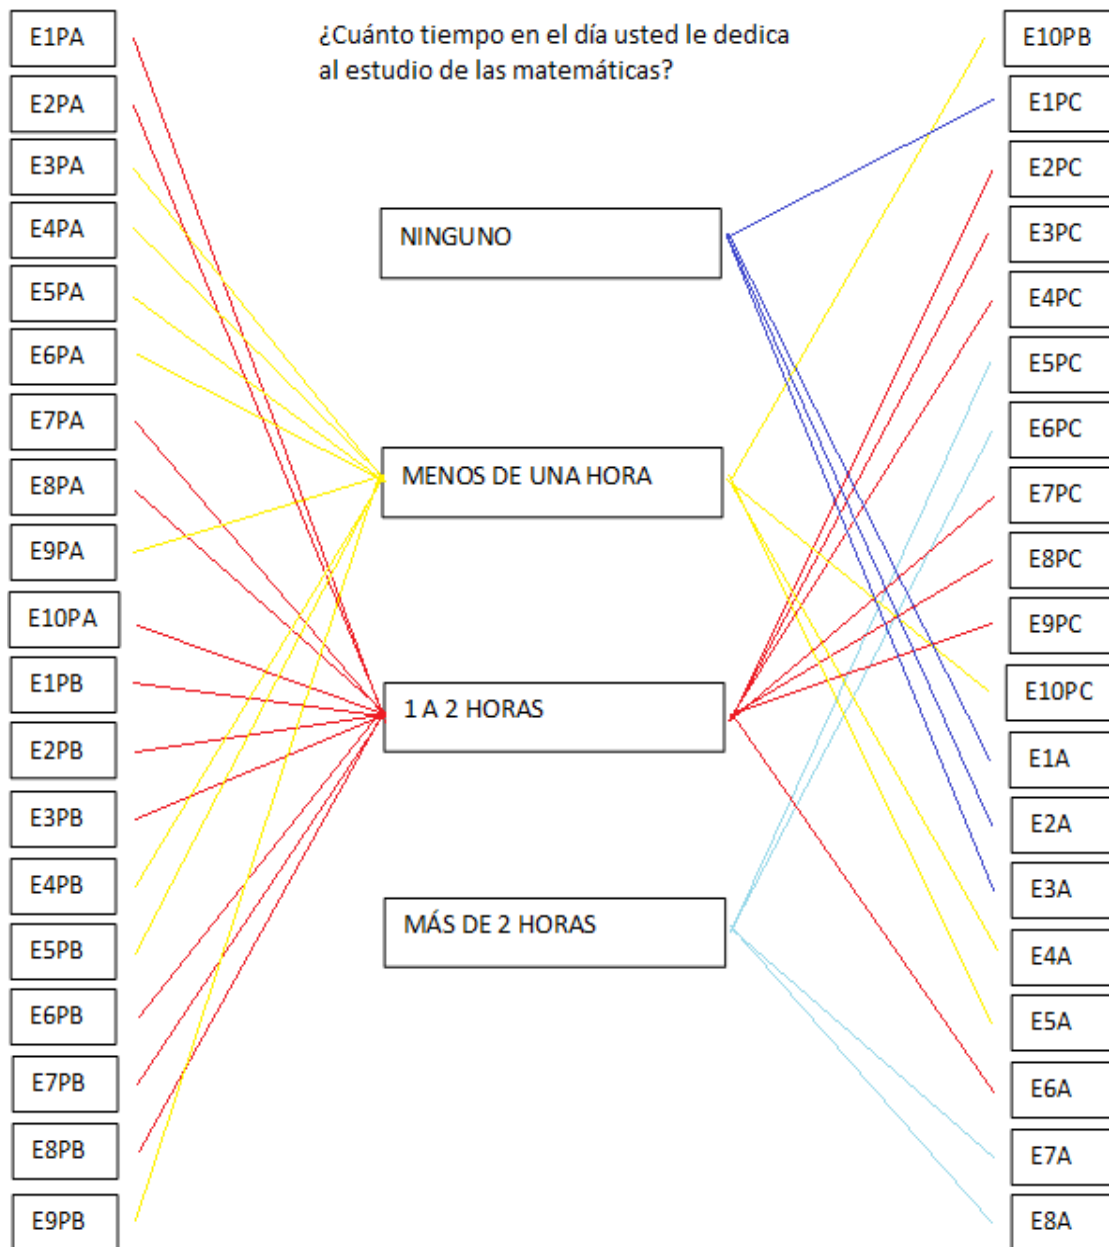 ¿Cuánto tiempo en el día usted le dedica
al estudio de las matemáticas?
E1PA
E2PA
E3PA
E4PA
E5PA
E6PA
E7PA
E8PA
E9PA
E10PA
E1PB
E2PB
E3PB
E4PB
E5PB
E6PB
E7PB
E8PB
E9PB
NINGUNO
MENOS DE UNA HORA
1 A 2 HORAS
MÁS DE 2 HORAS
E10PB
E1PC
E2PC
E3PC
E4PC
E5PC
E6PC
E7PC
E8PC
E9PC
E10PC
E1A
E2A
E3A
E4A
E5A
E6A
E7A
E8A